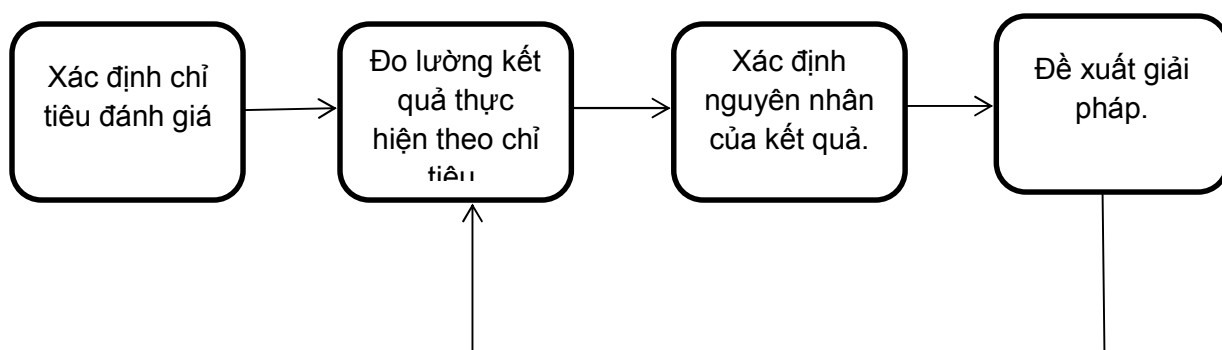 Xác định chỉ
tiêu đánh giá
Đo lường kết
quả thực
hiện theo chỉ
tiêu
Xác định
nguyên nhân
của kết quả.
Đề xuất giải
pháp.